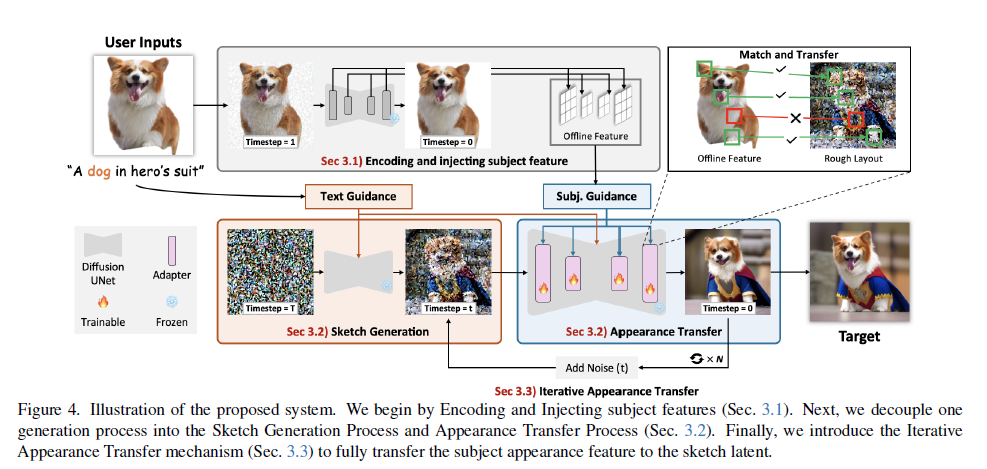 User Inputs
"A dog in hero's suit"
Timestep = 1
Timestep = 0
Offline Feature
Sec 3.1) Encoding and injecting subject feature
Match and Transfer
Offline Feature
Rough Layout
Text Guidance
Subj. Guidance
Diffusion
UNet
Adapter
Trainable
Frozen
Timestep = T
Timestep = t
Sec 3.2) Sketch Generation
Timestep = 0
Sec 3.2) Appearance Transfer
Target
Add Noise (t)
× N
Sec 3.3) Iterative Appearance Transfer
Figure 4. Illustration of the proposed system. We begin by Encoding and Injecting subject features (Sec. 3.1). Next, we decouple one
generation process into the Sketch Generation Process and Appearance Transfer Process (Sec. 3.2). Finally, we introduce the Iterative
Appearance Transfer mechanism (Sec. 3.3) to fully transfer the subject appearance feature to the sketch latent.